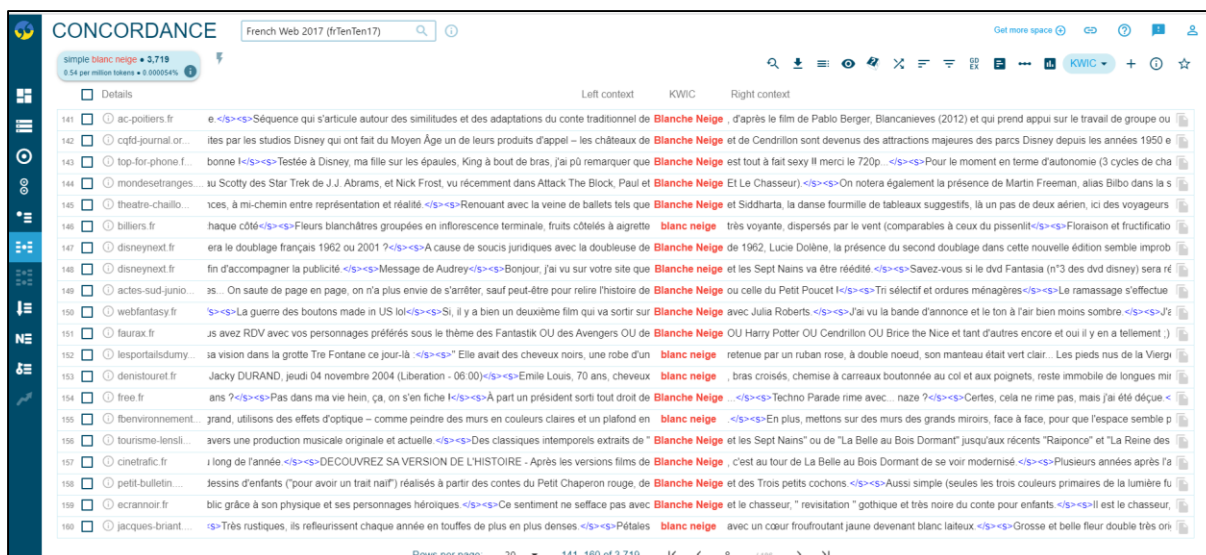 CONCORDANCE French Web 2017 (frTenTen17) Get more space
simple blanc neige • 3,719
0.54 per million tokens • 0.000054%
GD EX KWIC
Details Left context KWIC Right context
141 ac-poitiers.fr e.</s><s>Séquence qui s'articule autour des similitudes et des adaptations du conte traditionnel de Blanche Neige , d'après le film de Pablo Berger, Blancanieves (2012) et qui prend appui sur le travail de groupe ou
142 cqfd-journal.or... ites par les studios Disney qui ont fait du Moyen Âge un de leurs produits d'appel – les châteaux de Blanche Neige et de Cendrillon sont devenus des attractions majeures des parcs Disney depuis les années 1950 e
143 top-for-phone.f... bonne !</s><s>Testée à Disney, ma fille sur les épaules, King à bout de bras, j'ai pû remarquer que Blanche Neige est tout à fait sexy !! merci le 720p...</s><s>Pour le moment en terme d'autonomie (3 cycles de cha
144 mondesetranges.... au Scotty des Star Trek de J.J. Abrams, et Nick Frost, vu récemment dans Attack The Block, Paul et Blanche Neige Et Le Chasseur).</s><s>On notera également la présence de Martin Freeman, alias Bilbo dans la s
145 theatre-chaillo... nces, à mi-chemin entre représentation et réalité.</s><s>Renouant avec la veine de ballets tels que Blanche Neige et Siddharta, la danse fourmille de tableaux suggestifs, là un pas de deux aérien, ici des voyageurs
146 billiers.fr haque côté</s><s>Fleurs blanchâtres groupées en inflorescence terminale, fruits côtelés à aigrette blanc neige très voyante, dispersés par le vent (comparables à ceux du pissenlit</s><s>Floraison et fructificatio
147 disneynext.fr era le doublage français 1962 ou 2001 ?</s><s>A cause de soucis juridiques avec la doubleuse de Blanche Neige de 1962, Lucie Dolène, la présence du second doublage dans cette nouvelle édition semble improb
148 disneynext.fr fin d'accompagner la publicité.</s><s>Message de Audrey</s><s>Bonjour, j'ai vu sur votre site que Blanche Neige et les Sept Nains va être réédité.</s><s>Savez-vous si le dvd Fantasia (n°3 des dvd disney) sera ré
149 actes-sud-junio... es... On saute de page en page, on n'a plus envie de s'arrêter, sauf peut-être pour relire l'histoire de Blanche Neige ou celle du Petit Poucet !</s><s>Tri sélectif et ordures ménagères</s><s>Le ramassage s'effectue
150 webfantasy.fr /s><s>La guerre des boutons made in US lol</s><s>Si, il y a bien un deuxième film qui va sortir sur Blanche Neige avec Julia Roberts.</s><s>J'ai vu la bande d'annonce et le ton à l'air bien moins sombre.</s><s>J'a
151 faurax.fr us avez RDV avec vos personnages préférés sous le thème des Fantastik OU des Avengers OU de Blanche Neige OU Harry Potter OU Cendrillon OU Brice the Nice et tant d'autres encore et oui il y en a tellement ;)
152 lesportailsdumy... sa vision dans la grotte Tre Fontane ce jour-là :</s><s>" Elle avait des cheveux noirs, une robe d'un blanc neige retenue par un ruban rose, à double noeud, son manteau était vert clair... Les pieds nus de la Vierge
153 denistouret.fr Jacky DURAND, jeudi 04 novembre 2004 (Liberation - 06:00)</s><s>Emile Louis, 70 ans, cheveux blanc neige , bras croisés, chemise à carreaux boutonnée au col et aux poignets, reste immobile de longues min
154 free.fr ans ?</s><s>Pas dans ma vie hein, ça, on s'en fiche !</s><s>À part un président sorti tout droit de Blanche Neige ...</s><s>Techno Parade rime avec... naze ?</s><s>Certes, cela ne rime pas, mais j'ai été déçue.<
155 fbenvironnement... grand, utilisons des effets d'optique – comme peindre des murs en couleurs claires et un plafond en blanc neige .</s><s>En plus, mettons sur des murs des grands miroirs, face à face, pour que l'espace semble p
156 tourisme-lensli... avers une production musicale originale et actuelle.</s><s>Des classiques intemporels extraits de " Blanche Neige et les Sept Nains" ou de "La Belle au Bois Dormant" jusqu'aux récents "Raiponce" et "La Reine des
157 cinetrafic.fr u long de l'année.</s><s>DECOUVREZ SA VERSION DE L'HISTOIRE - Après les versions films de Blanche Neige , c'est au tour de La Belle au Bois Dormant de se voir modernisé.</s><s>Plusieurs années après l'a
158 petit-bulletin.... dessins d'enfants ("pour avoir un trait naïf") réalisés à partir des contes du Petit Chaperon rouge, de Blanche Neige et des Trois petits cochons.</s><s>Aussi simple (seules les trois couleurs primaires de la lumière fu
159 ecrannoir.fr blic grâce à son physique et ses personnages héroïques.</s><s>Ce sentiment ne sefface pas avec Blanche Neige et le chasseur, " revisitation " gothique et très noire du conte pour enfants.</s><s>Il est le chasseur,
160 jacques-briant.... <s>Très rustiques, ils refleurissent chaque année en touffes de plus en plus denses.</s><s>Pétales blanc neige avec un cœur froufroutant jaune devenant blanc laiteux.</s><s>Grosse et belle fleur double très ori
Rows per page: 20 141–160 of 3,719